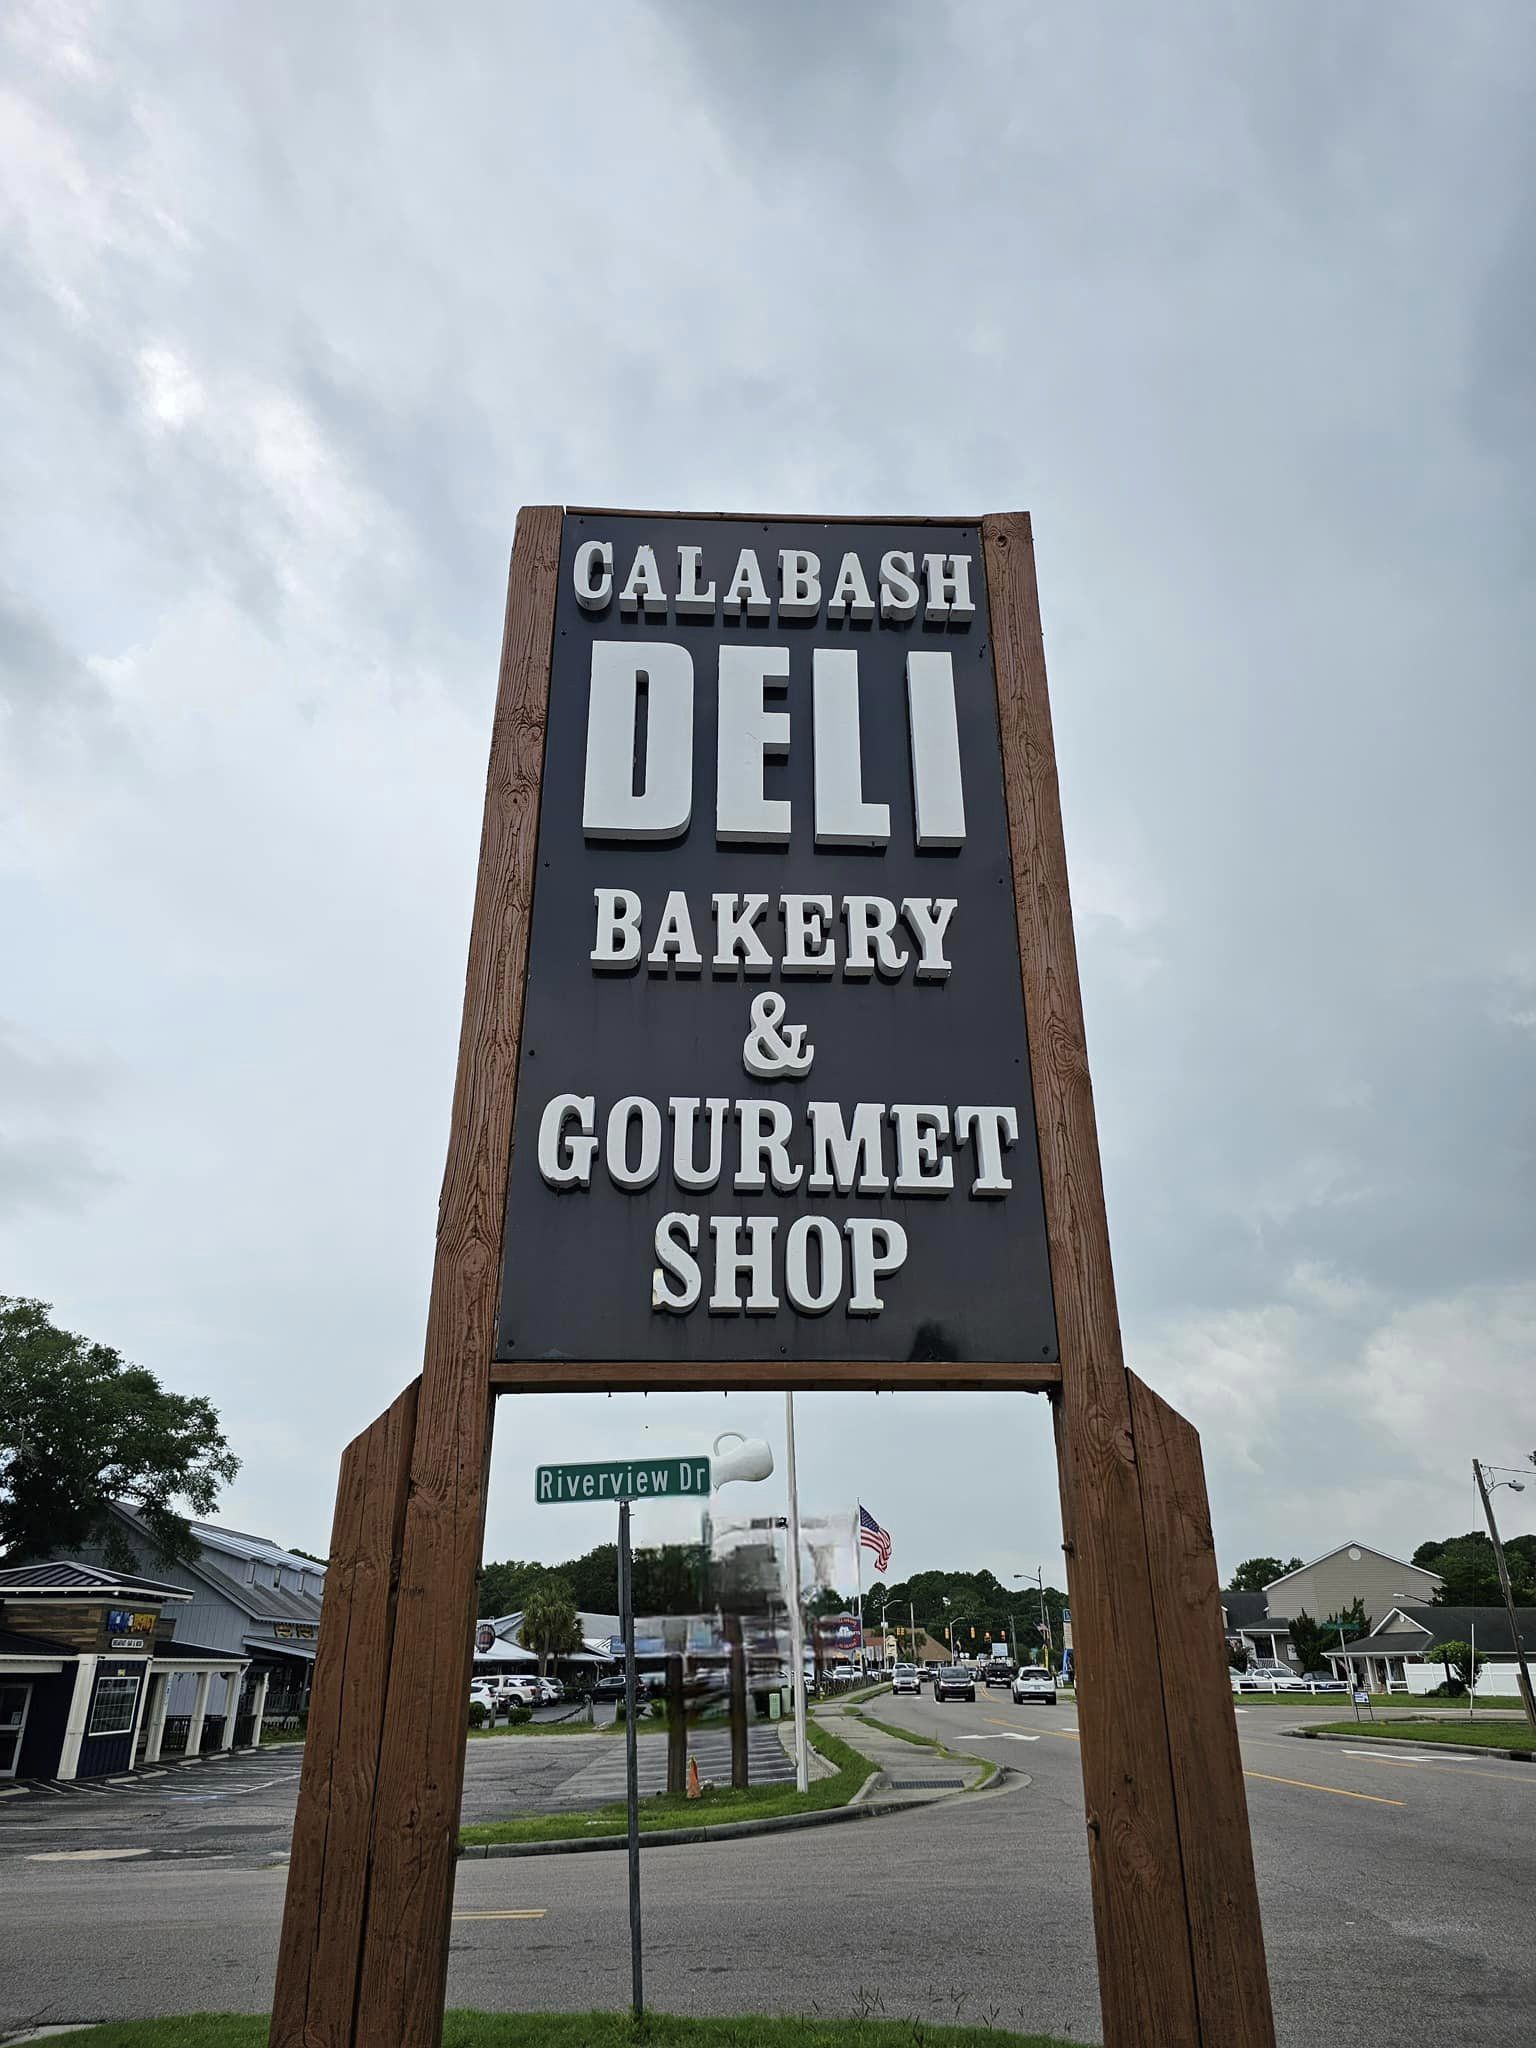 CALABASH
DELI
BAKERY
&
GOURMET
SHOP
Riverview Dr